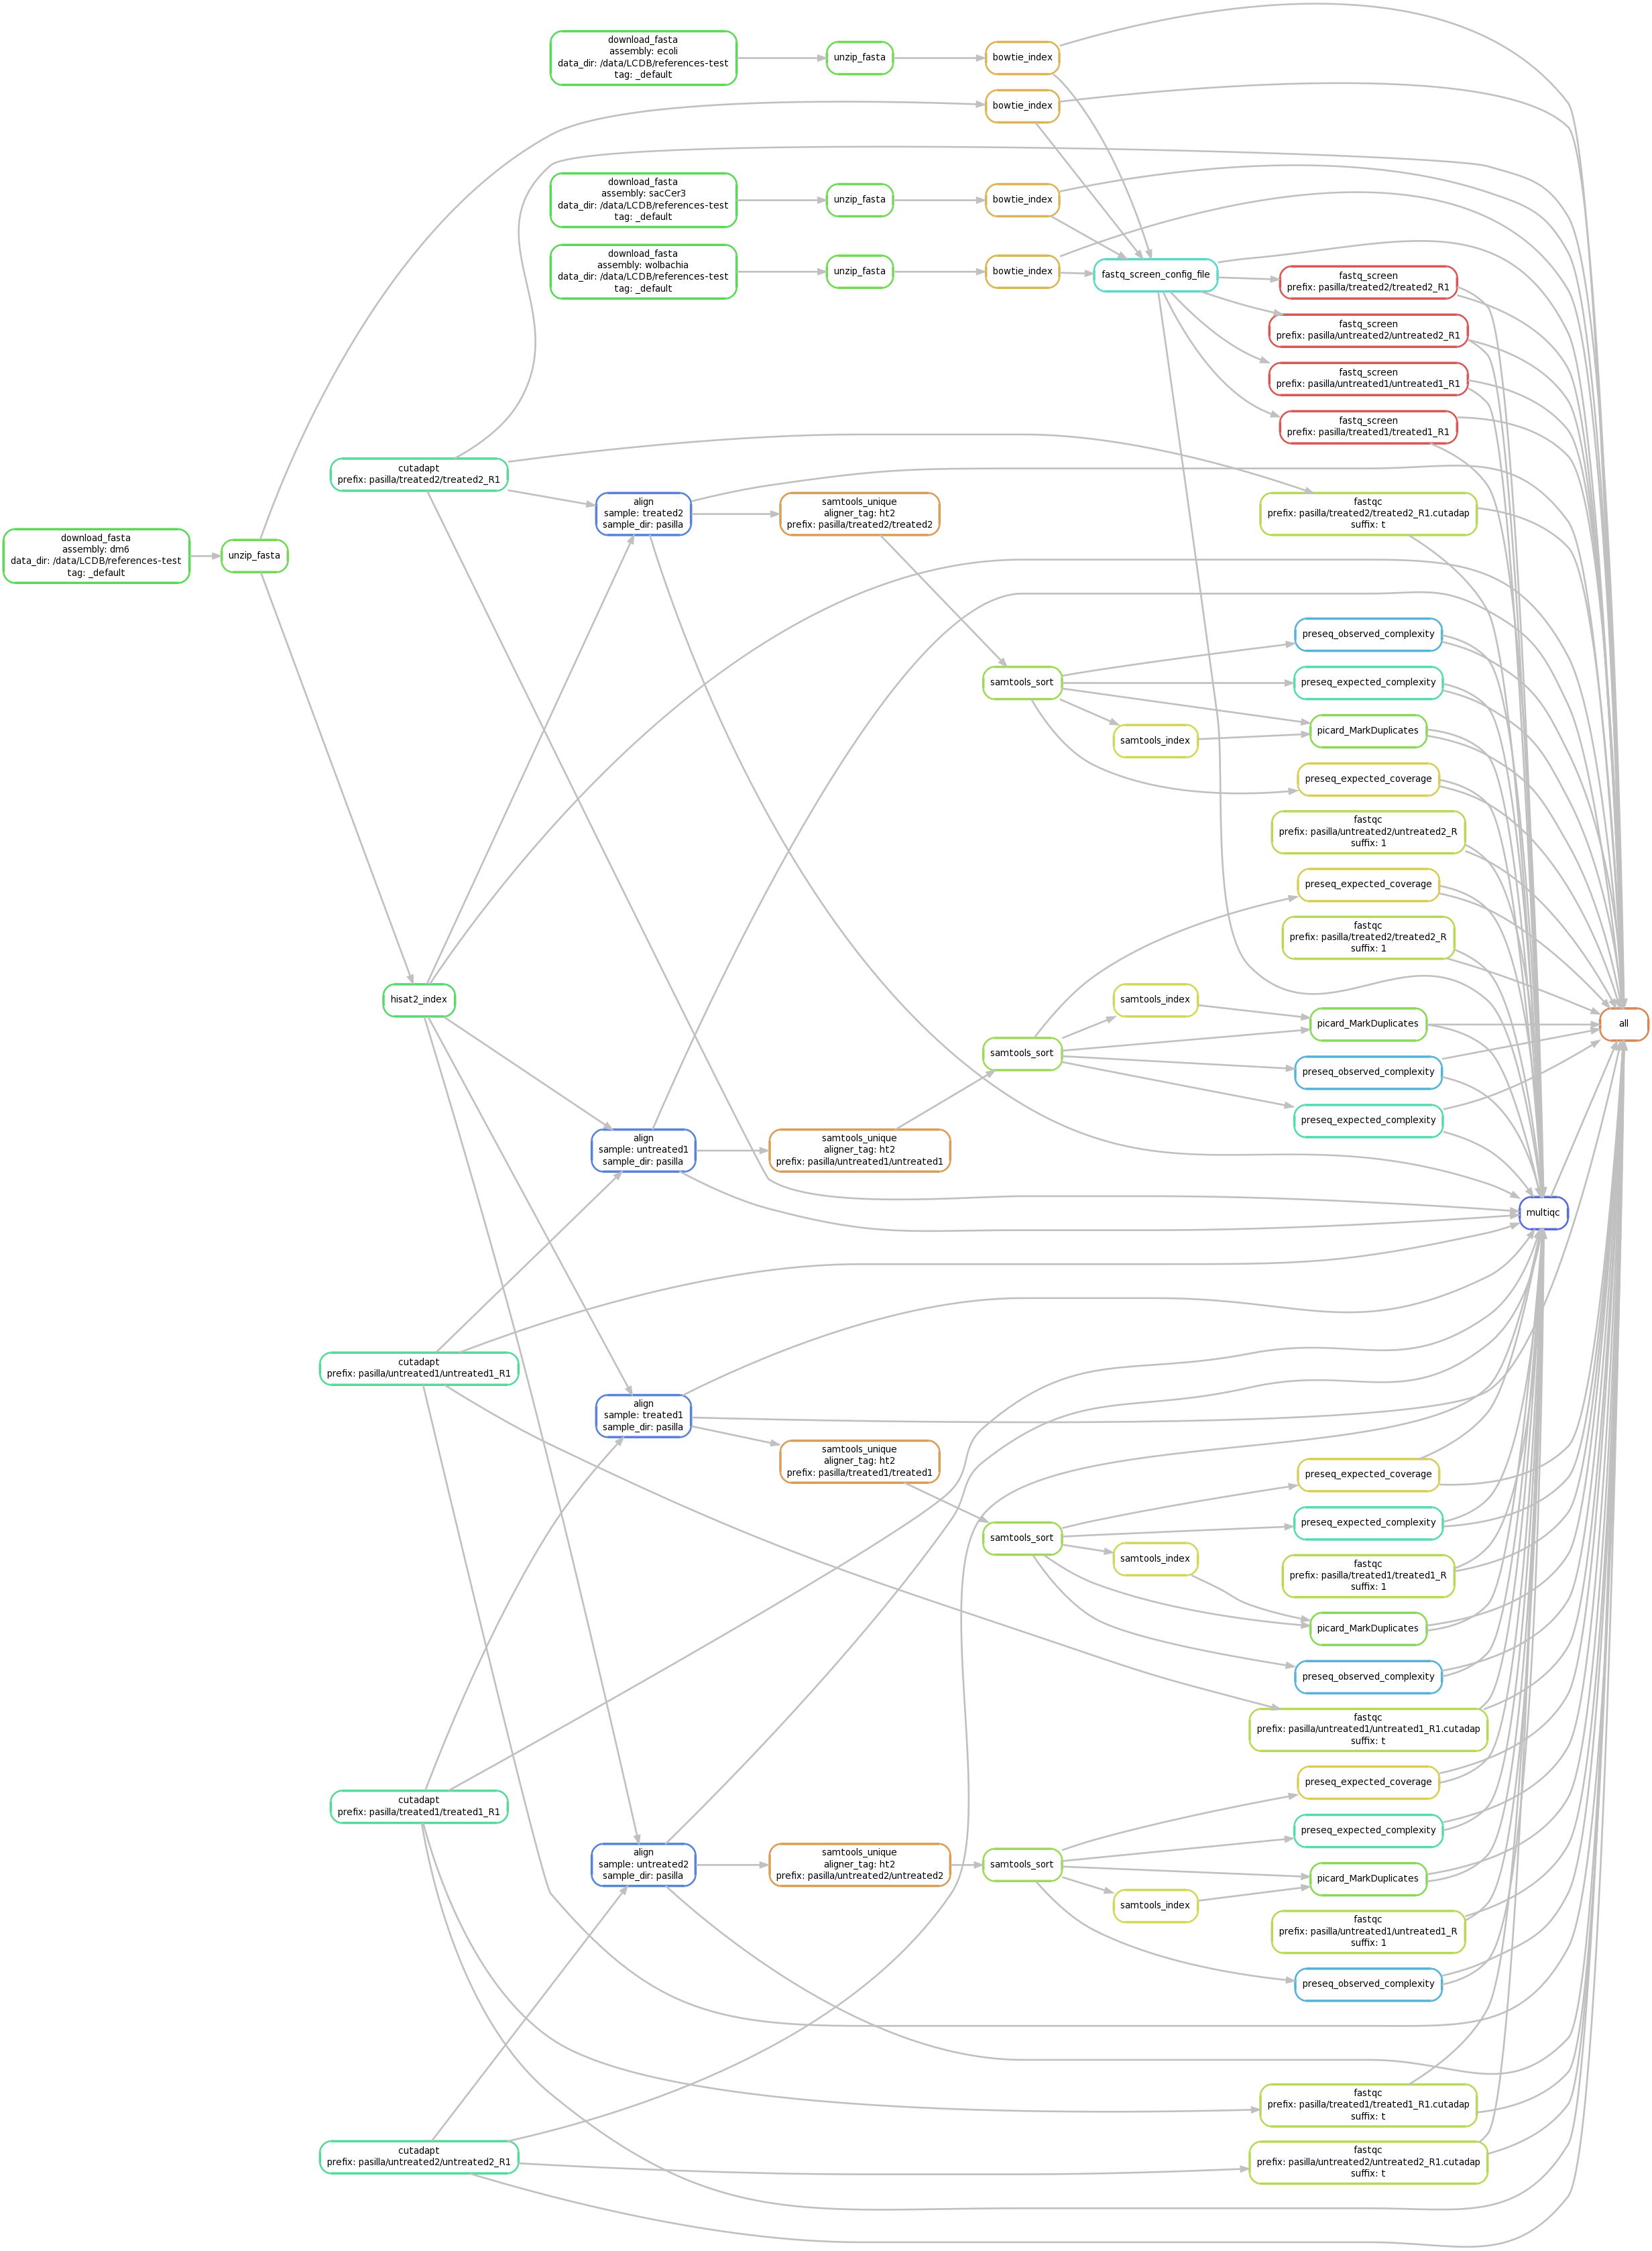 download_fasta
assembly: ecoli
data_dir: /data/LCDB/references-test
tag: _default
unzip_fasta
bowtie_index
bowtie_index
download_fasta
assembly: sacCer3
data_dir: /data/LCDB/references-test
tag: _default
unzip_fasta
bowtie_index
download_fasta
assembly: wolbachia
data_dir: /data/LCDB/references-test
tag: _default
unzip_fasta
bowtie_index
fastq_screen_config_file
fastq_screen
prefix: pasilla/treated2/treated2_R1
fastq_screen
prefix: pasilla/untreated2/untreated2_R1
fastq_screen
prefix: pasilla/untreated1/untreated1_R1
fastq_screen
prefix: pasilla/treated1/treated1_R1
cutadapt
prefix: pasilla/treated2/treated2_R1
align
sample: treated2
sample_dir: pasilla
samtools_unique
aligner_tag: ht2
prefix: pasilla/treated2/treated2
fastqc
prefix: pasilla/treated2/treated2_R1.cutadap
suffix: t
download_fasta
assembly: dm6
data_dir: /data/LCDB/references-test
tag: _default
unzip_fasta
preseq_observed_complexity
samtools_sort
preseq_expected_complexity
samtools_index
picard_MarkDuplicates
preseq_expected_coverage
fastqc
prefix: pasilla/untreated2/untreated2_R
suffix: 1
preseq_expected_coverage
fastqc
prefix: pasilla/treated2/treated2_R
suffix: 1
hisat2_index
samtools_index
picard_MarkDuplicates
all
samtools_sort
preseq_observed_complexity
preseq_expected_complexity
align
sample: untreated1
sample_dir: pasilla
samtools_unique
aligner_tag: ht2
prefix: pasilla/untreated1/untreated1
multiqc
cutadapt
prefix: pasilla/untreated1/untreated1_R1
align
sample: treated1
sample_dir: pasilla
samtools_unique
aligner_tag: ht2
prefix: pasilla/treated1/treated1
preseq_expected_coverage
samtools_sort
preseq_expected_complexity
samtools_index
fastqc
prefix: pasilla/treated1/treated1_R
suffix: 1
picard_MarkDuplicates
preseq_observed_complexity
fastqc
prefix: pasilla/untreated1/untreated1_R1.cutadap
suffix: t
cutadapt
prefix: pasilla/treated1/treated1_R1
preseq_expected_coverage
preseq_expected_complexity
align
sample: untreated2
sample_dir: pasilla
samtools_unique
aligner_tag: ht2
prefix: pasilla/untreated2/untreated2
samtools_sort
picard_MarkDuplicates
samtools_index
fastqc
prefix: pasilla/untreated1/untreated1_R
suffix: 1
preseq_observed_complexity
fastqc
prefix: pasilla/treated1/treated1_R1.cutadap
suffix: t
cutadapt
prefix: pasilla/untreated2/untreated2_R1
fastqc
prefix: pasilla/untreated2/untreated2_R1.cutadap
suffix: t